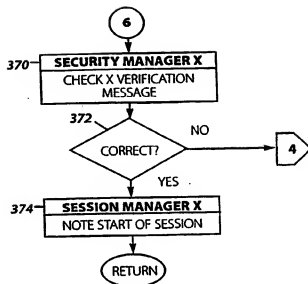 6
370
SECURITY MANAGER X
CHECK X VERIFICATION
MESSAGE
372
CORRECT?
NO
4
YES
374
SESSION MANAGER X
NOTE START OF SESSION
RETURN